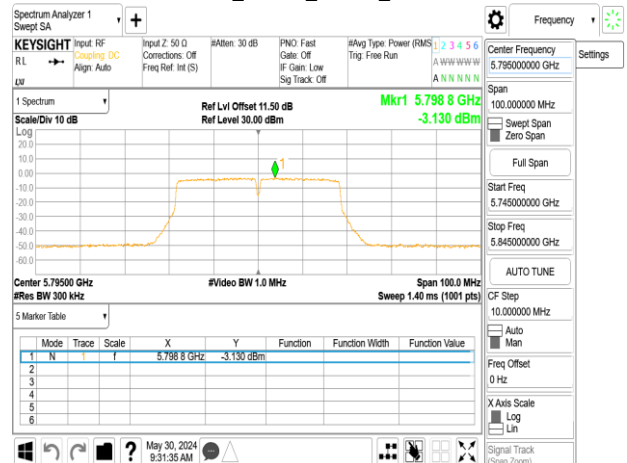 Spectrum Analyzer 1
Swept SA
+
Frequency
KEYSIGHT Input: RF Input Z: 50 Ω #Atten: 30 dB PNO: Fast #Avg Type: Power (RMS 1 2 3 4 5 6
RL Coupling: DC Corrections: Off Gate: Off Trig: Free Run A W W W W W
Align: Auto Freq Ref: Int (S) IF Gain: Low
Sig Track: Off A N N N N N
LXI
1 Spectrum
Scale/Div 10 dB
Ref Lvl Offset 11.50 dB
Ref Level 30.00 dBm
Mkr1 5.798 8 GHz
-3.130 dBm
Log
20.0
10.0
0.00
-10.0
-20.0
-30.0
-40.0
-50.0
-60.0
1
Center 5.79500 GHz #Video BW 1.0 MHz Span 100.0 MHz
#Res BW 300 kHz Sweep 1.40 ms (1001 pts)
5 Marker Table
Mode Trace Scale X Y Function Function Width Function Value
1 N 1 f 5.798 8 GHz -3.130 dBm
2
3
4
5
6
? May 30, 2024
9:31:35 AM
Center Frequency
5.795000000 GHz
Settings
Span
100.000000 MHz
Swept Span
Zero Span
Full Span
Start Freq
5.745000000 GHz
Stop Freq
5.845000000 GHz
AUTO TUNE
CF Step
10.000000 MHz
Auto
Man
Freq Offset
0 Hz
X Axis Scale
Log
Lin
Signal Track
(Span Zoom)